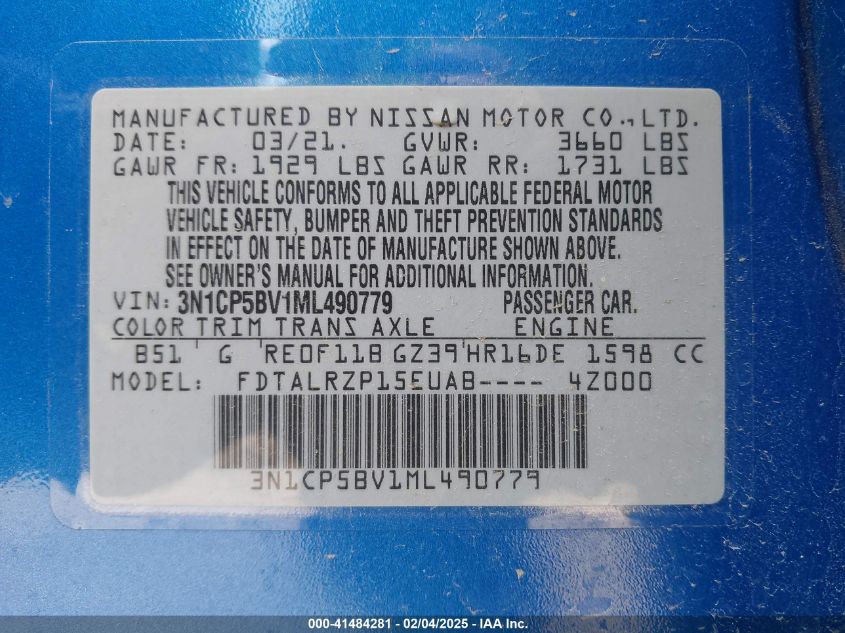 MANUFACTURED BY NISSAN MOTOR CO., LTD.
DATE: 03/21. GVWR: 3660 LBS
GAWR FR: 1929 LBS GAWR RR: 1731 LBS
THIS VEHICLE CONFORMS TO ALL APPLICABLE FEDERAL MOTOR
VEHICLE SAFETY, BUMPER AND THEFT PREVENTION STANDARDS
IN EFFECT ON THE DATE OF MANUFACTURE SHOWN ABOVE.
SEE OWNER'S MANUAL FOR ADDITIONAL INFORMATION.
VIN: 3N1CP5BV1ML490779 PASSENGER CAR.
COLOR TRIM TRANS AXLE ENGINE
B51 G RE0F11B GZ39 HR16DE 1598 CC
MODEL: FDTALRZP15EUAB---- 4Z000
3N1CP5BV1ML490779
000-41484281 - 02/04/2025 - IAA Inc.